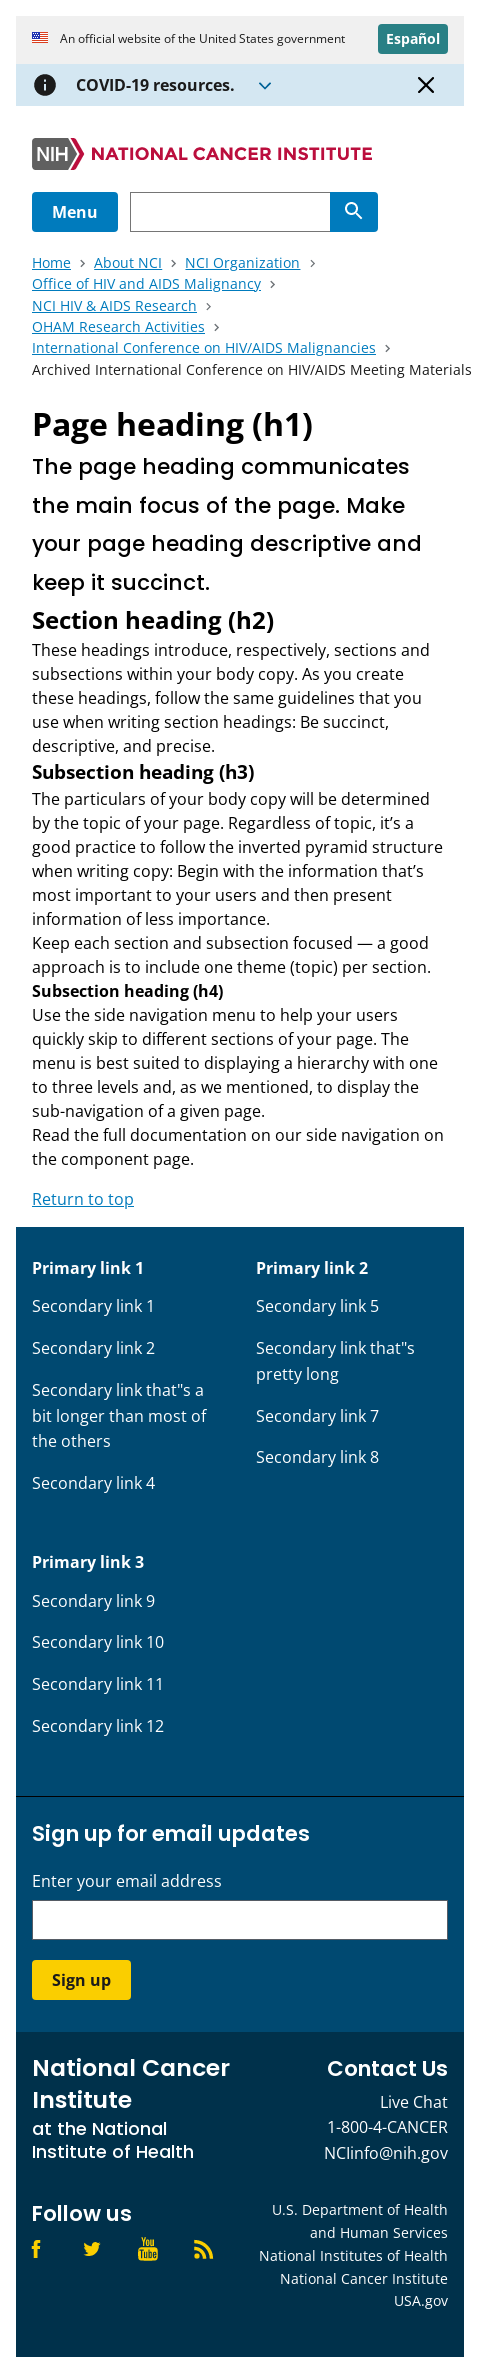 An official website of the United States government
Español
COVID-19 resources.
NIH NATIONAL CANCER INSTITUTE
Menu
Home > About NCI > NCI Organization >
Office of HIV and AIDS Malignancy >
NCI HIV & AIDS Research >
OHAM Research Activities >
International Conference on HIV/AIDS Malignancies >
Archived International Conference on HIV/AIDS Meeting Materials
Page heading (h1)
The page heading communicates
the main focus of the page. Make
your page heading descriptive and
keep it succinct.
Section heading (h2)
These headings introduce, respectively, sections and
subsections within your body copy. As you create
these headings, follow the same guidelines that you
use when writing section headings: Be succinct,
descriptive, and precise.
Subsection heading (h3)
The particulars of your body copy will be determined
by the topic of your page. Regardless of topic, it’s a
good practice to follow the inverted pyramid structure
when writing copy: Begin with the information that’s
most important to your users and then present
information of less importance.
Keep each section and subsection focused — a good
approach is to include one theme (topic) per section.
Subsection heading (h4)
Use the side navigation menu to help your users
quickly skip to different sections of your page. The
menu is best suited to displaying a hierarchy with one
to three levels and, as we mentioned, to display the
sub-navigation of a given page.
Read the full documentation on our side navigation on
the component page.
Return to top
Primary link 1
Secondary link 1
Secondary link 2
Secondary link that"s a
bit longer than most of
the others
Secondary link 4
Primary link 2
Secondary link 5
Secondary link that"s
pretty long
Secondary link 7
Secondary link 8
Primary link 3
Secondary link 9
Secondary link 10
Secondary link 11
Secondary link 12
Sign up for email updates
Enter your email address
Sign up
National Cancer
Institute
at the National
Institute of Health
Contact Us
Live Chat
1-800-4-CANCER
NCIinfo@nih.gov
Follow us
You
Tube
U.S. Department of Health
and Human Services
National Institutes of Health
National Cancer Institute
USA.gov